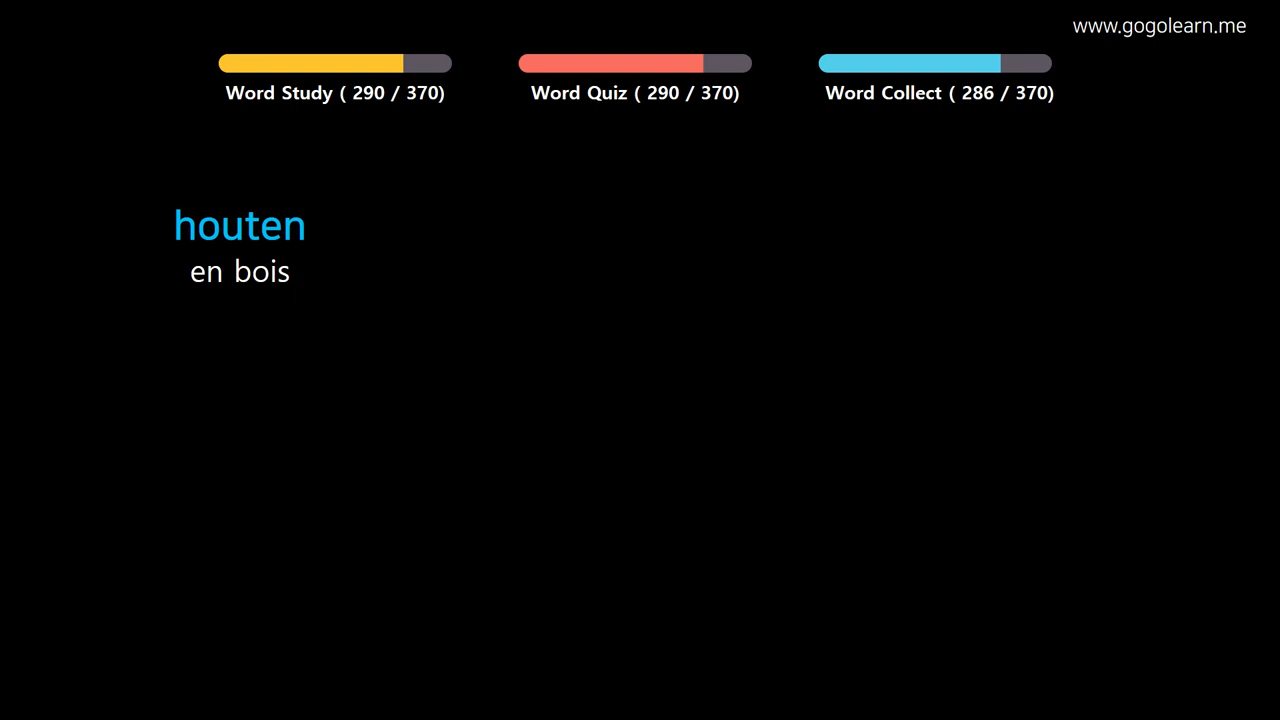 www.gogolearn.me
Word Study ( 290 / 370)
Word Quiz ( 290 / 370)
Word Collect ( 286 / 370)
houten
en bois